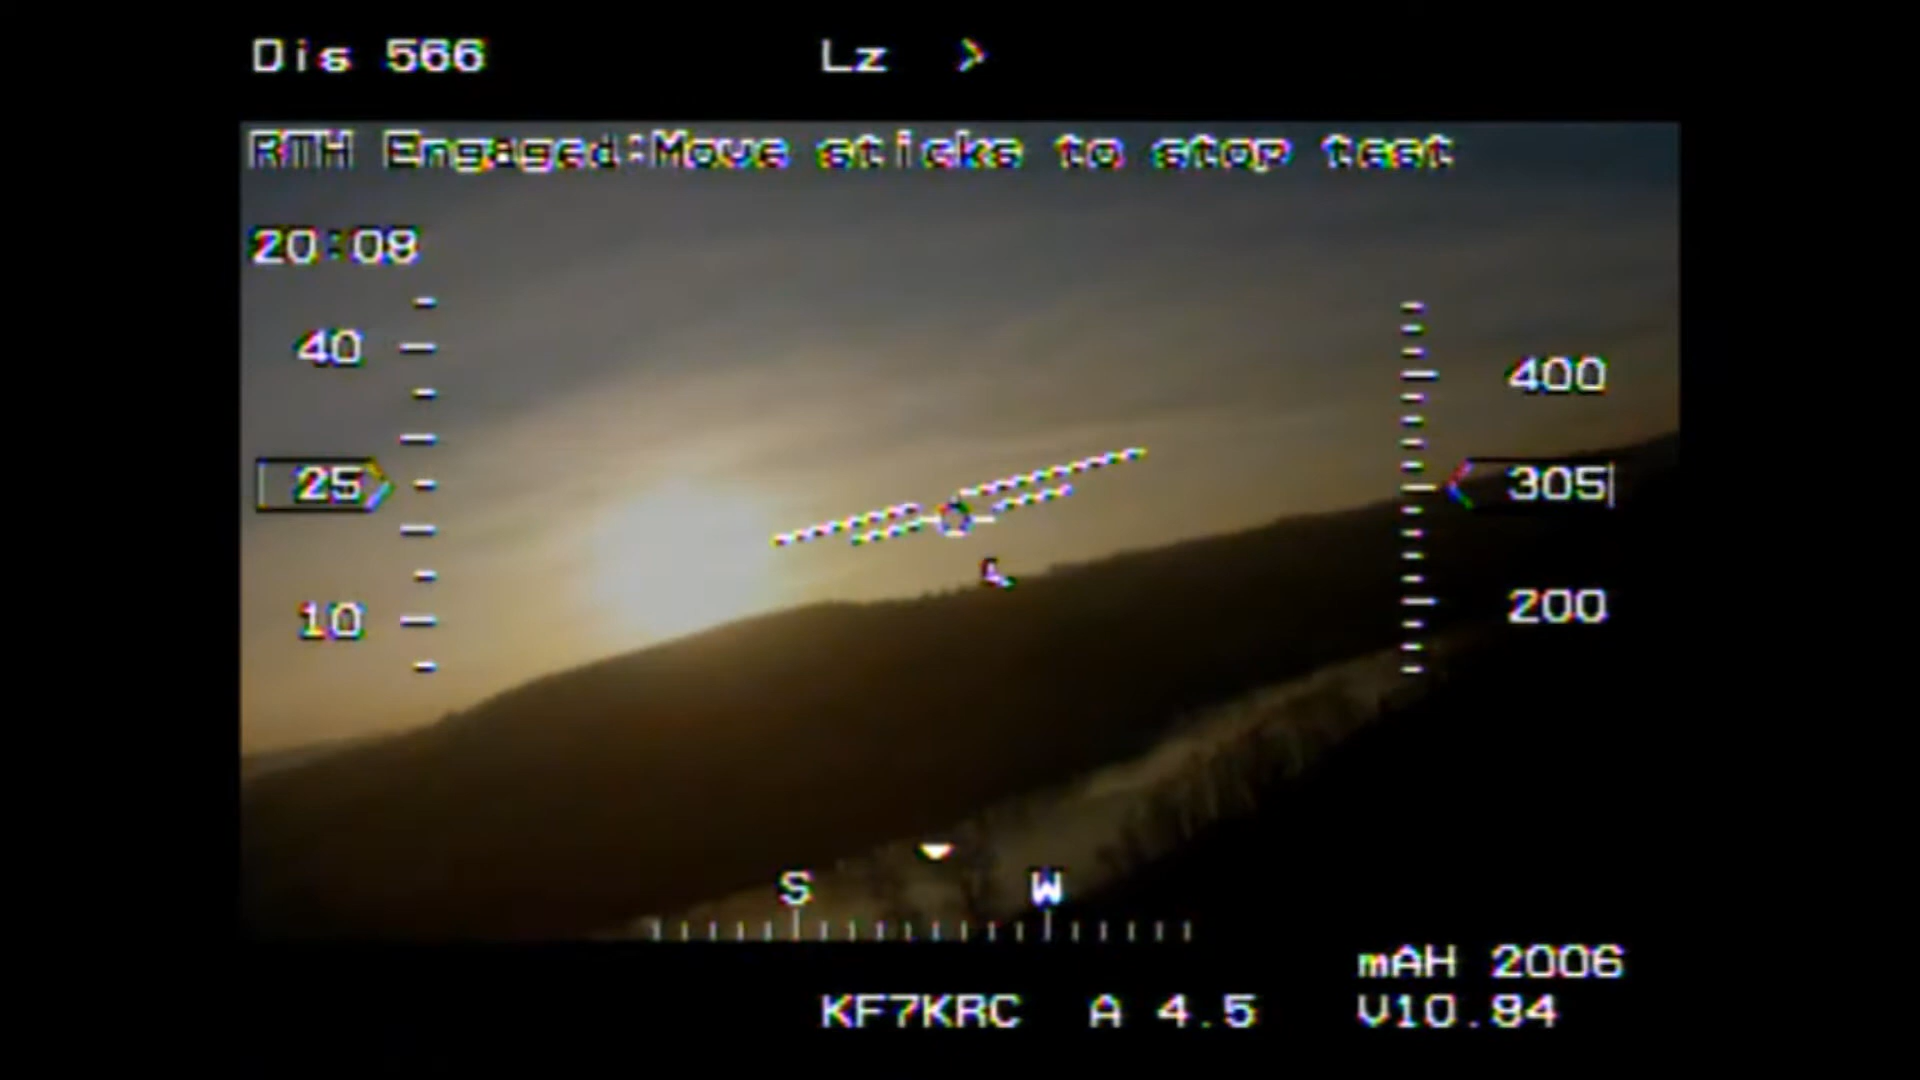 Dis 566 Lz >
RTH Engaged:Move sticks to stop test
20:08
40
400
25
305
10
200
S W
mAH 2006
KF7KRC A 4.5 V10.84